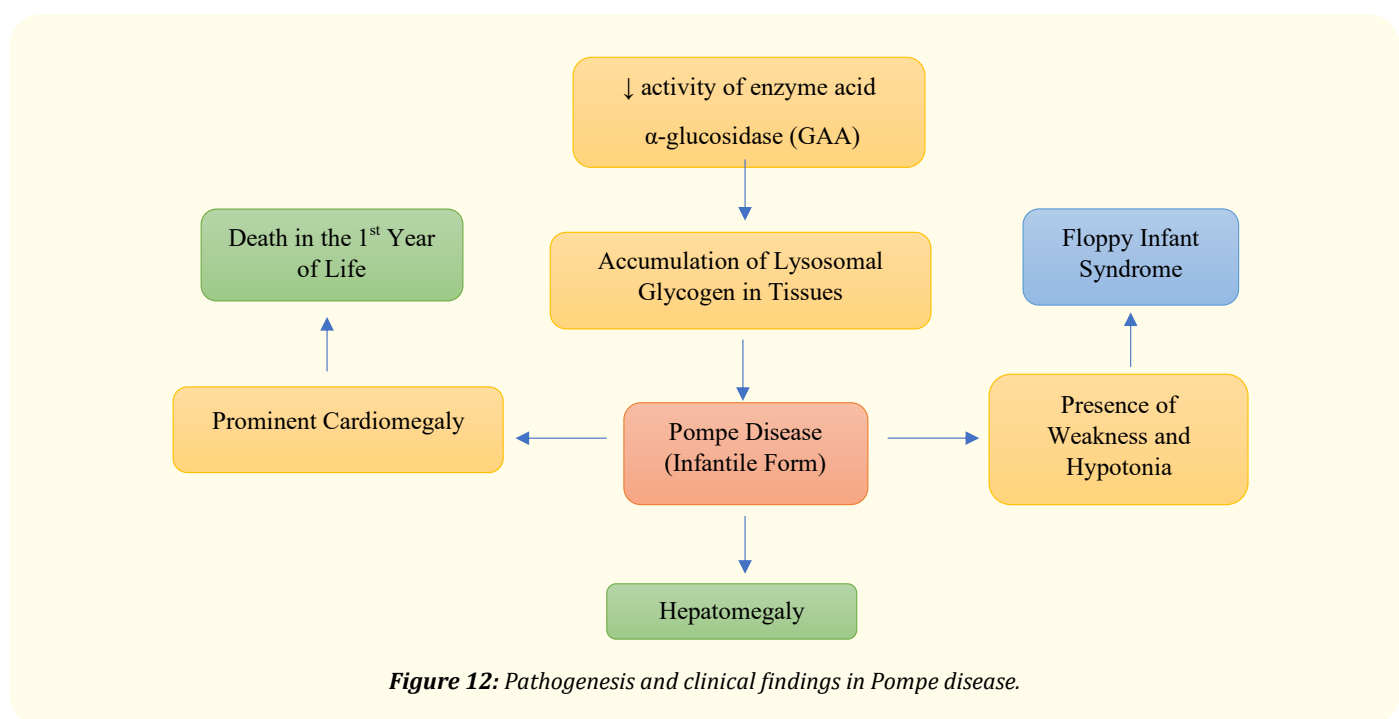 ↓ activity of enzyme acid
α-glucosidase (GAA)
Death in the 1st Year
of Life
Accumulation of Lysosomal
Glycogen in Tissues
Floppy Infant
Syndrome
Prominent Cardiomegaly
Pompe Disease
(Infantile Form)
Presence of
Weakness and
Hypotonia
Hepatomegaly
Figure 12: Pathogenesis and clinical findings in Pompe disease.